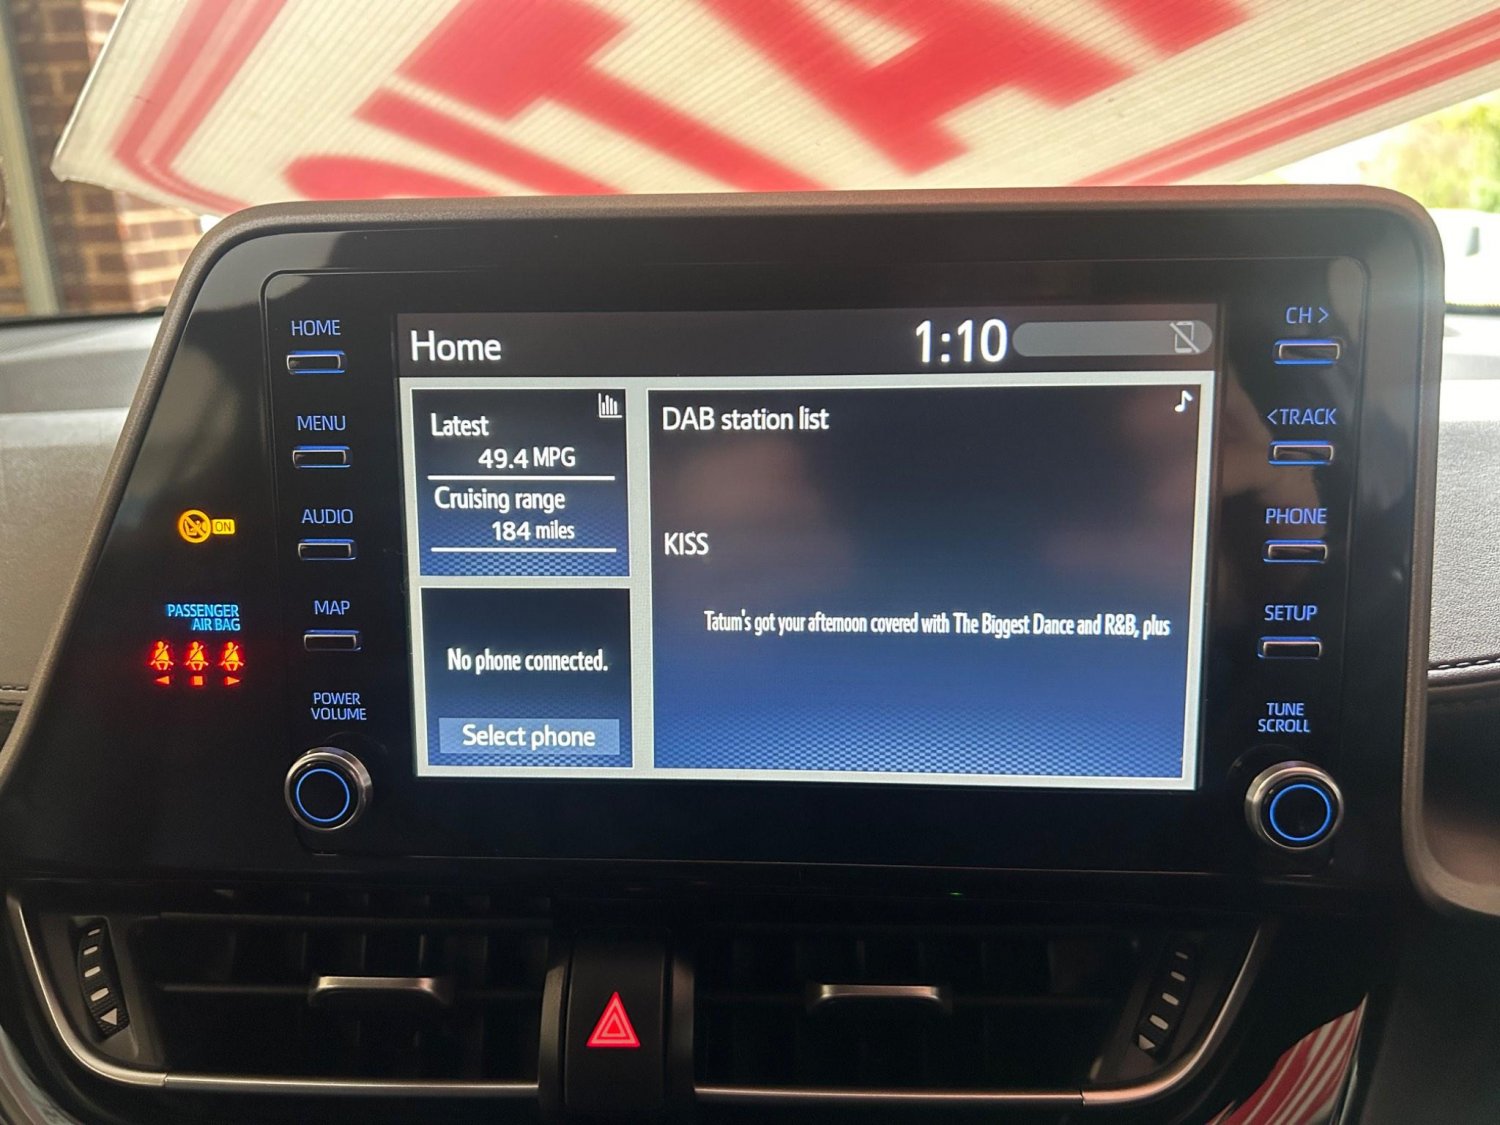 HOME
MENU
AUDIO
MAP
POWER
VOLUME
ON
PASSENGER
AIR BAG
Home
1:10
Latest
49.4 MPG
Cruising range
184 miles
No phone connected.
Select phone
DAB station list
KISS
Tatum's got your afternoon covered with The Biggest Dance and R&B, plus
CH >
<TRACK
PHONE
SETUP
TUNE
SCROLL